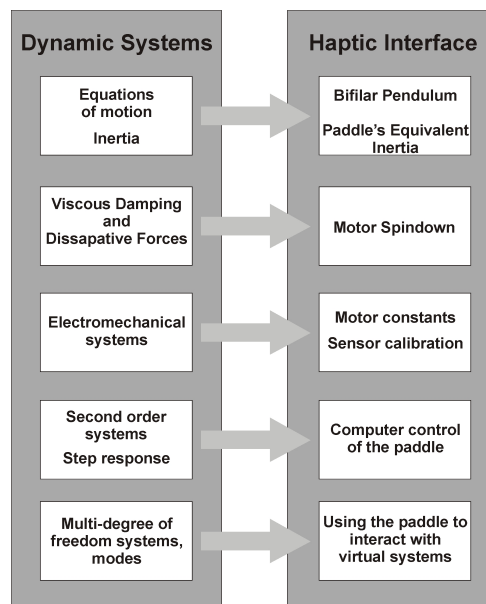 Dynamic Systems
Haptic Interface
Equations
of motion
Inertia
Bifilar Pendulum
Paddle's Equivalent
Inertia
Viscous Damping
and
Dissapative Forces
Motor Spindown
Electromechanical
systems
Motor constants
Sensor calibration
Second order
systems
Step response
Computer control
of the paddle
Multi-degree of
freedom systems,
modes
Using the paddle to
interact with
virtual systems